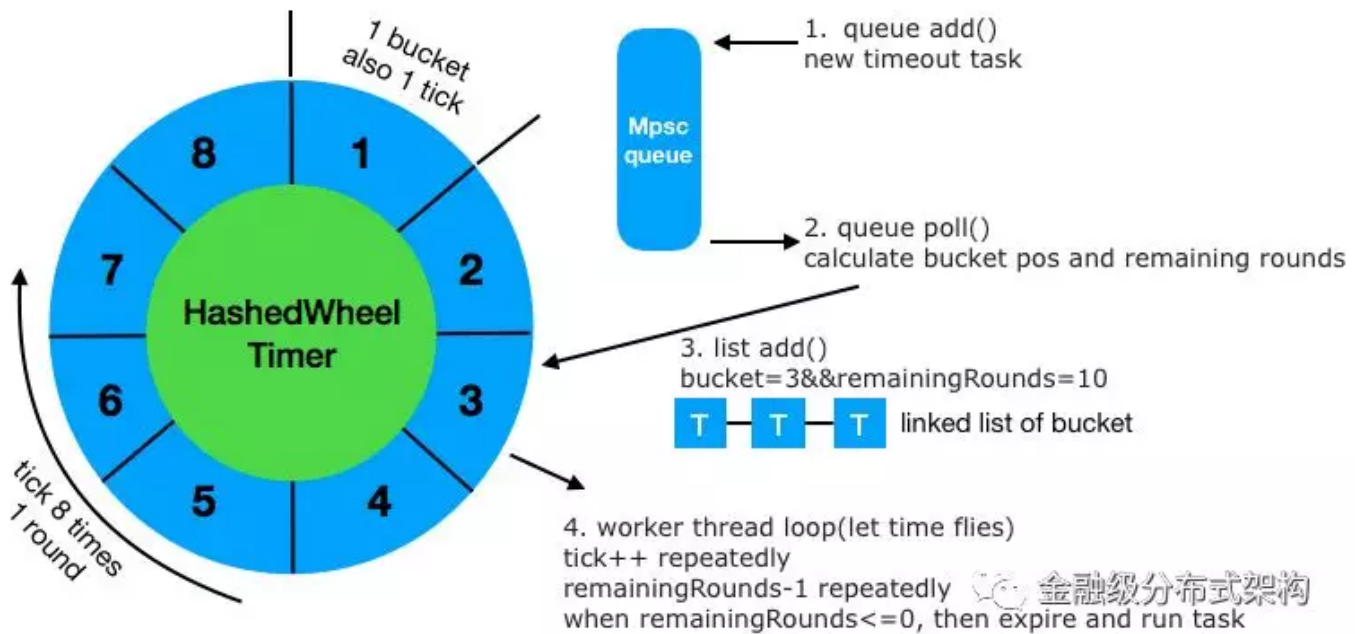 1 bucket
also 1 tick
8
1
7
2
HashedWheel
Timer
6
3
5
4
tick 8 times
1 round
Mpsc
queue
1. queue add()
new timeout task
2. queue poll()
calculate bucket pos and remaining rounds
3. list add()
bucket=3&&remainingRounds=10
T T T linked list of bucket
4. worker thread loop(let time flies)
tick++ repeatedly
remainingRounds-1 repeatedly
when remainingRounds<=0, then expire and run task
金融级分布式架构